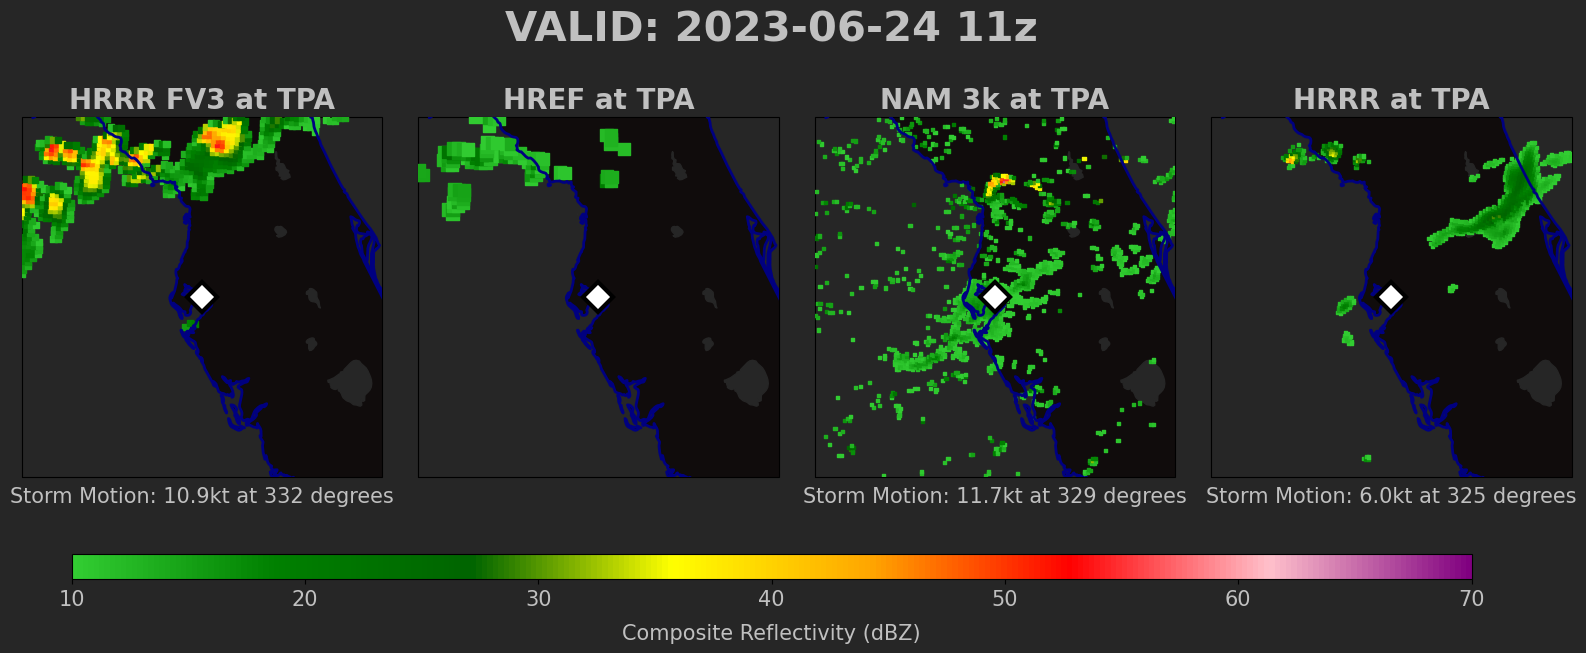 VALID: 2023-06-24 11z
HRRR FV3 at TPA
HREF at TPA
NAM 3k at TPA
HRRR at TPA
Storm Motion: 10.9kt at 332 degrees
Storm Motion: 11.7kt at 329 degrees
Storm Motion: 6.0kt at 325 degrees
10 20 30 40 50 60 70
Composite Reflectivity (dBZ)